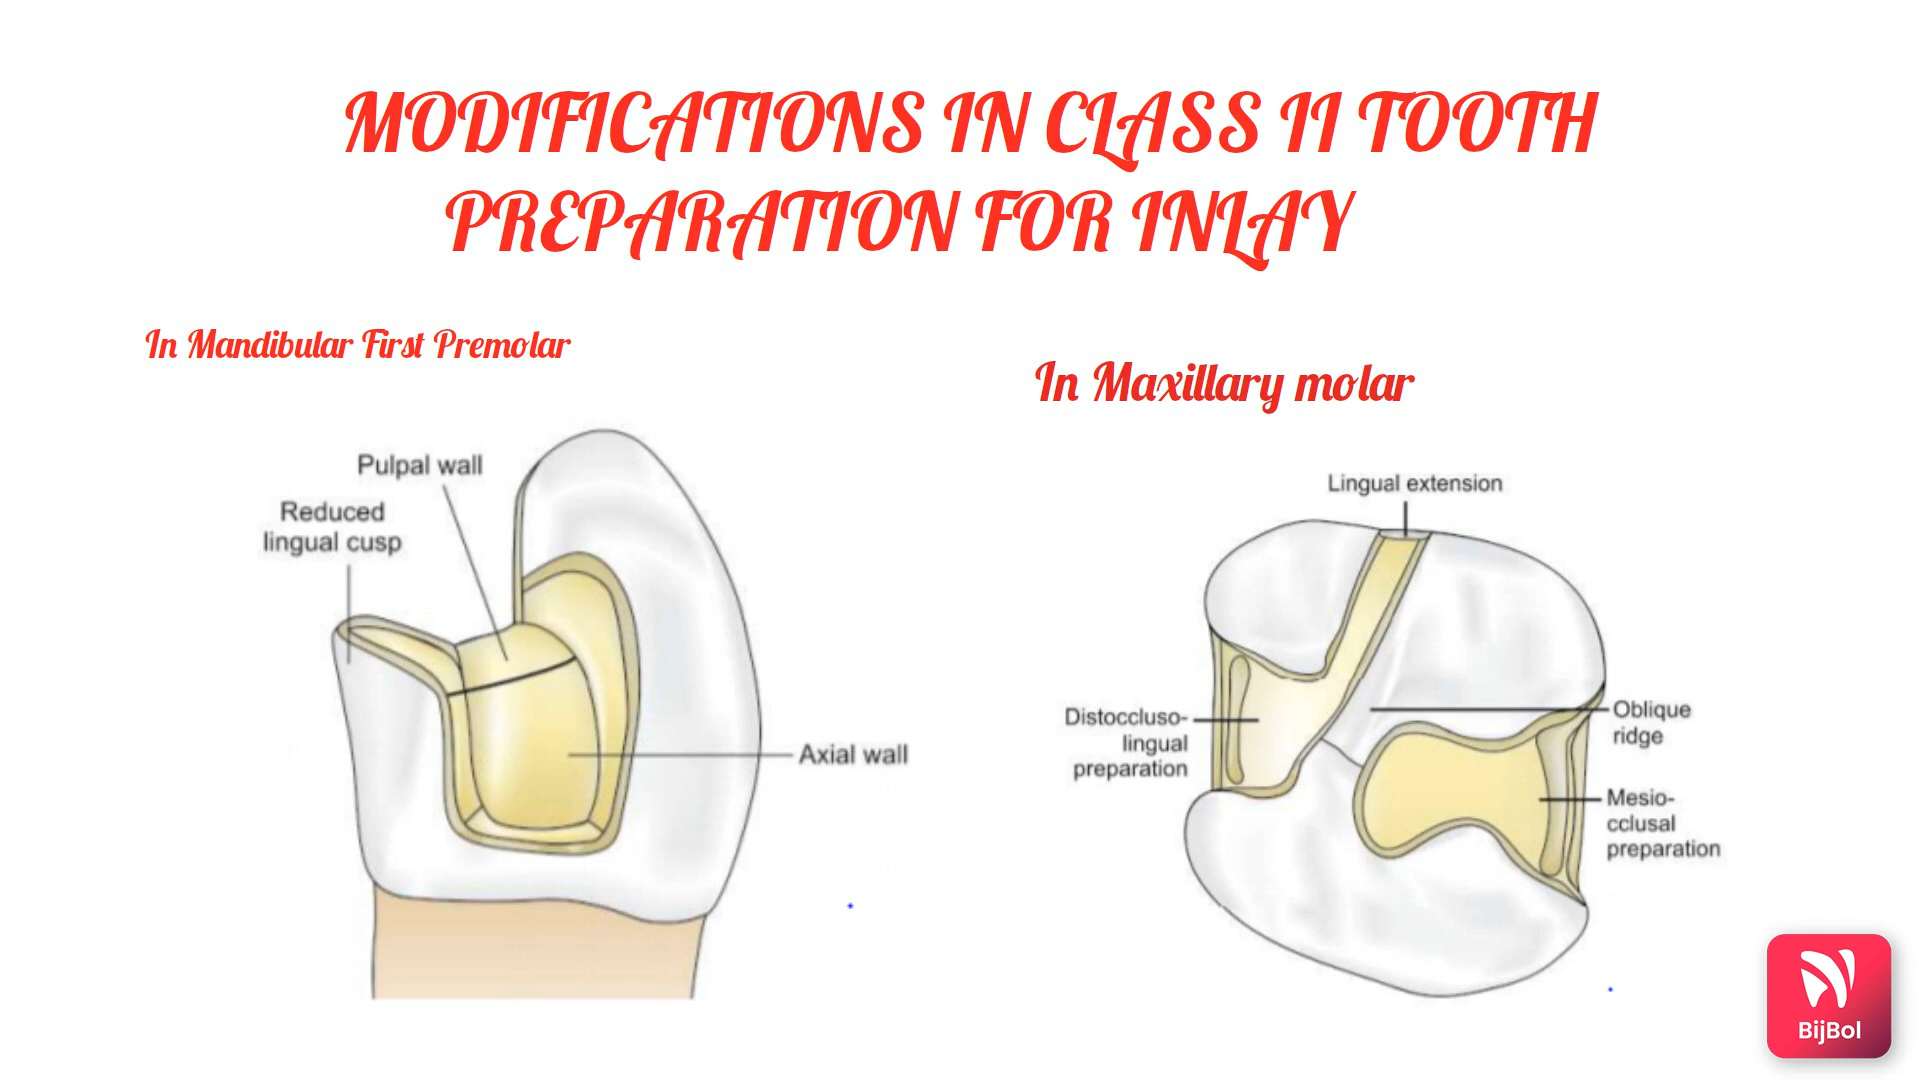 MODIFICATIONS IN CLASS II TOOTH
PREPARATION FOR INLAY
In Mandibular First Premolar
Pulpal wall
Reduced
lingual cusp
Axial wall
In Maxillary molar
Lingual extension
Distoccluso-
lingual
preparation
Oblique
ridge
Mesio-
cclusal
preparation
BijBol